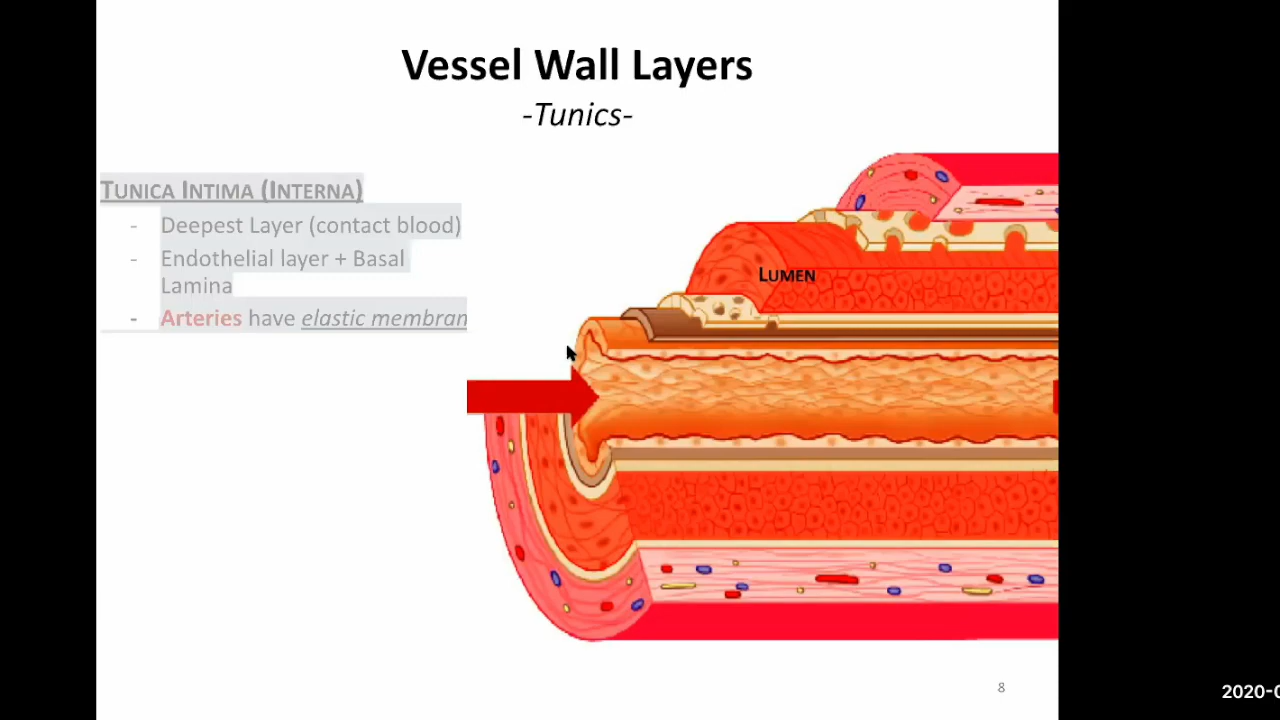 Vessel Wall Layers
-Tunics-
TUNICA INTIMA (INTERNA)
- Deepest Layer (contact blood)
- Endothelial layer + Basal
Lamina
- Arteries have elastic membran
LUMEN
8
2020-0